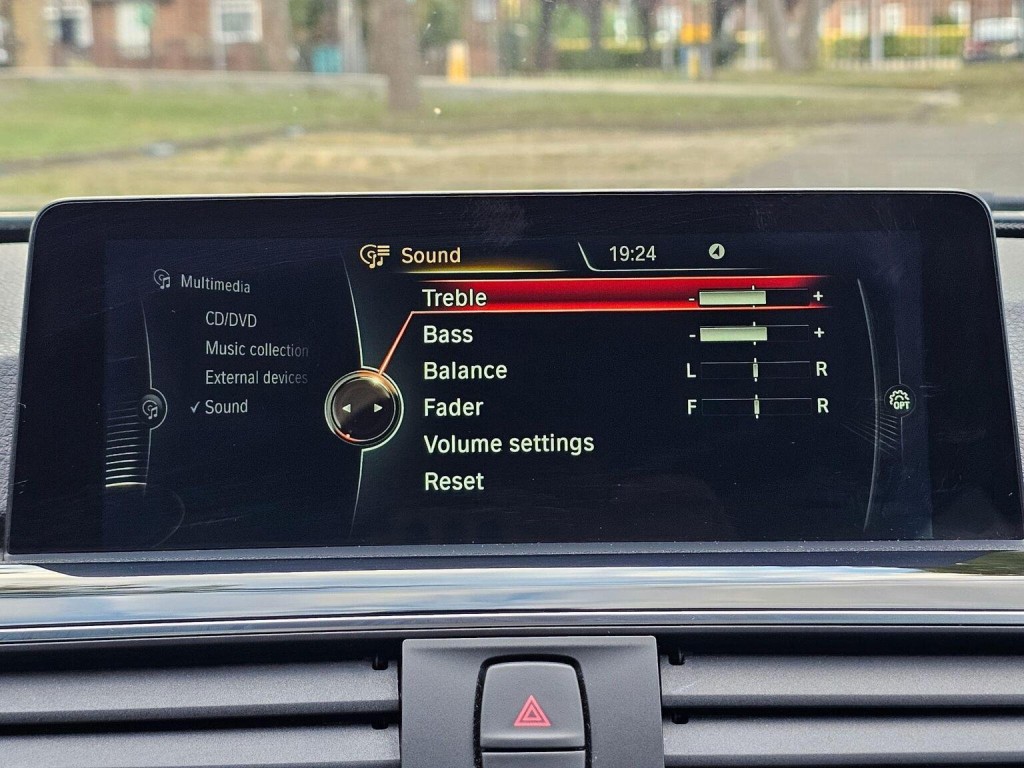 Sound 19:24
Multimedia
CD/DVD
Music collection
External devices
✓ Sound
Treble - +
Bass - +
Balance L R
Fader F R
Volume settings
Reset
OPT